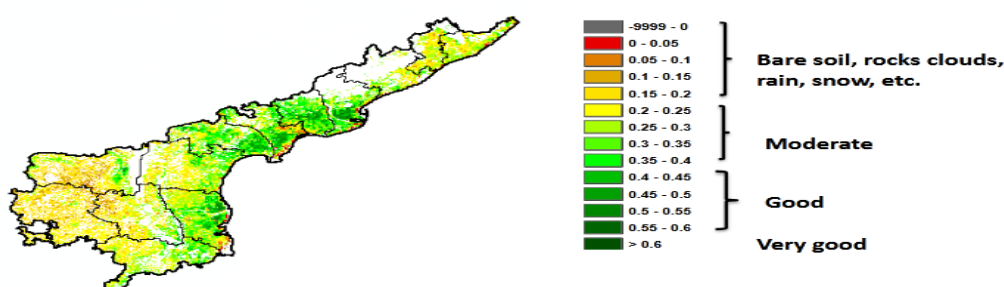 -9999 - 0
0 - 0.05
0.05 - 0.1
0.1 - 0.15
0.15 - 0.2
0.2 - 0.25
0.25 - 0.3
0.3 - 0.35
0.35 - 0.4
0.4 - 0.45
0.45 - 0.5
0.5 - 0.55
0.55 - 0.6
> 0.6
Bare soil, rocks clouds,
rain, snow, etc.
Moderate
Good
Very good